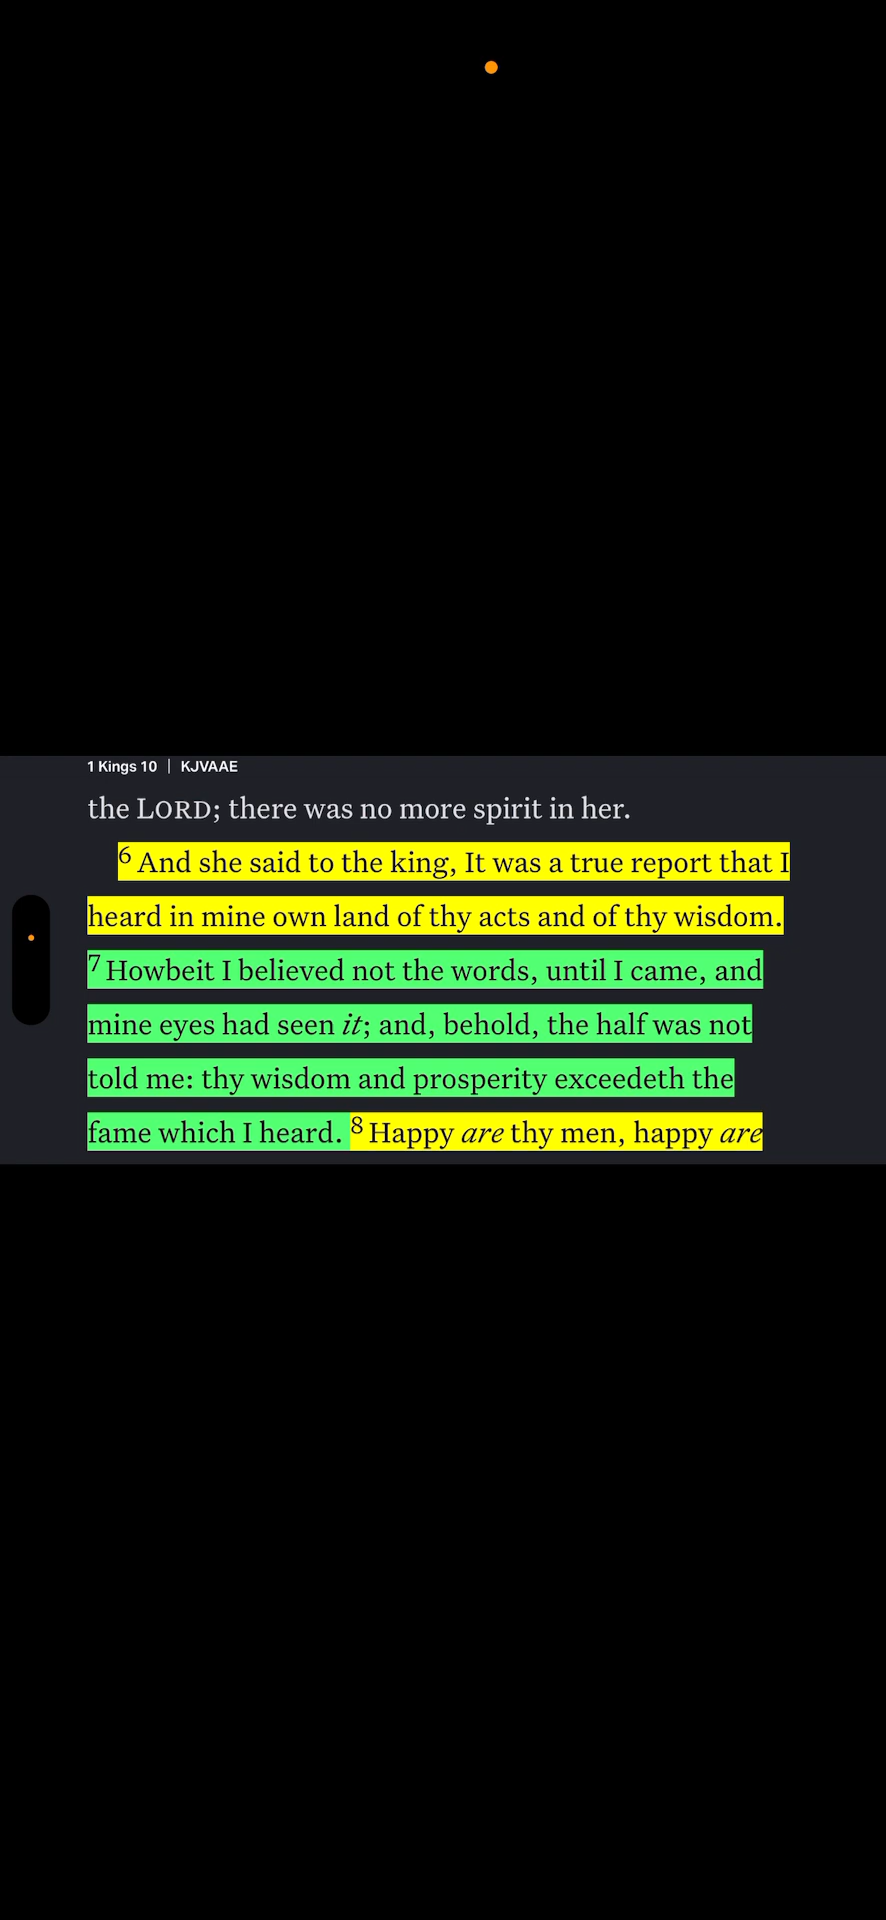 1 Kings 10 | KJVAAE
the LORD; there was no more spirit in her.
6 And she said to the king, It was a true report that I
heard in mine own land of thy acts and of thy wisdom.
7 Howbeit I believed not the words, until I came, and
mine eyes had seen it; and, behold, the half was not
told me: thy wisdom and prosperity exceedeth the
fame which I heard. 8 Happy are thy men, happy are